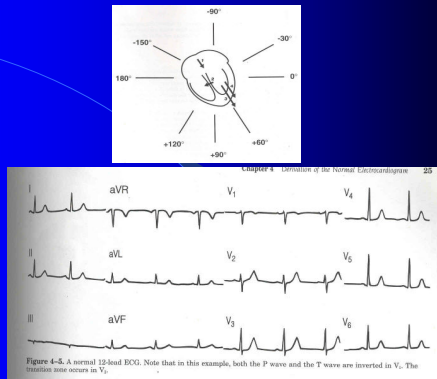 -90°
-150°
-30°
180°
0°
+120°
+60°
+90°
Chapter 4 Derivation of the Normal Electrocardiogram 25
I aVR V₁ V₄
II aVL V₂ V₅
III aVF V₃ V₆
Figure 4–5. A normal 12-lead ECG. Note that in this example, both the P wave and the T wave are inverted in V₁. The
transition zone occurs in V₃.